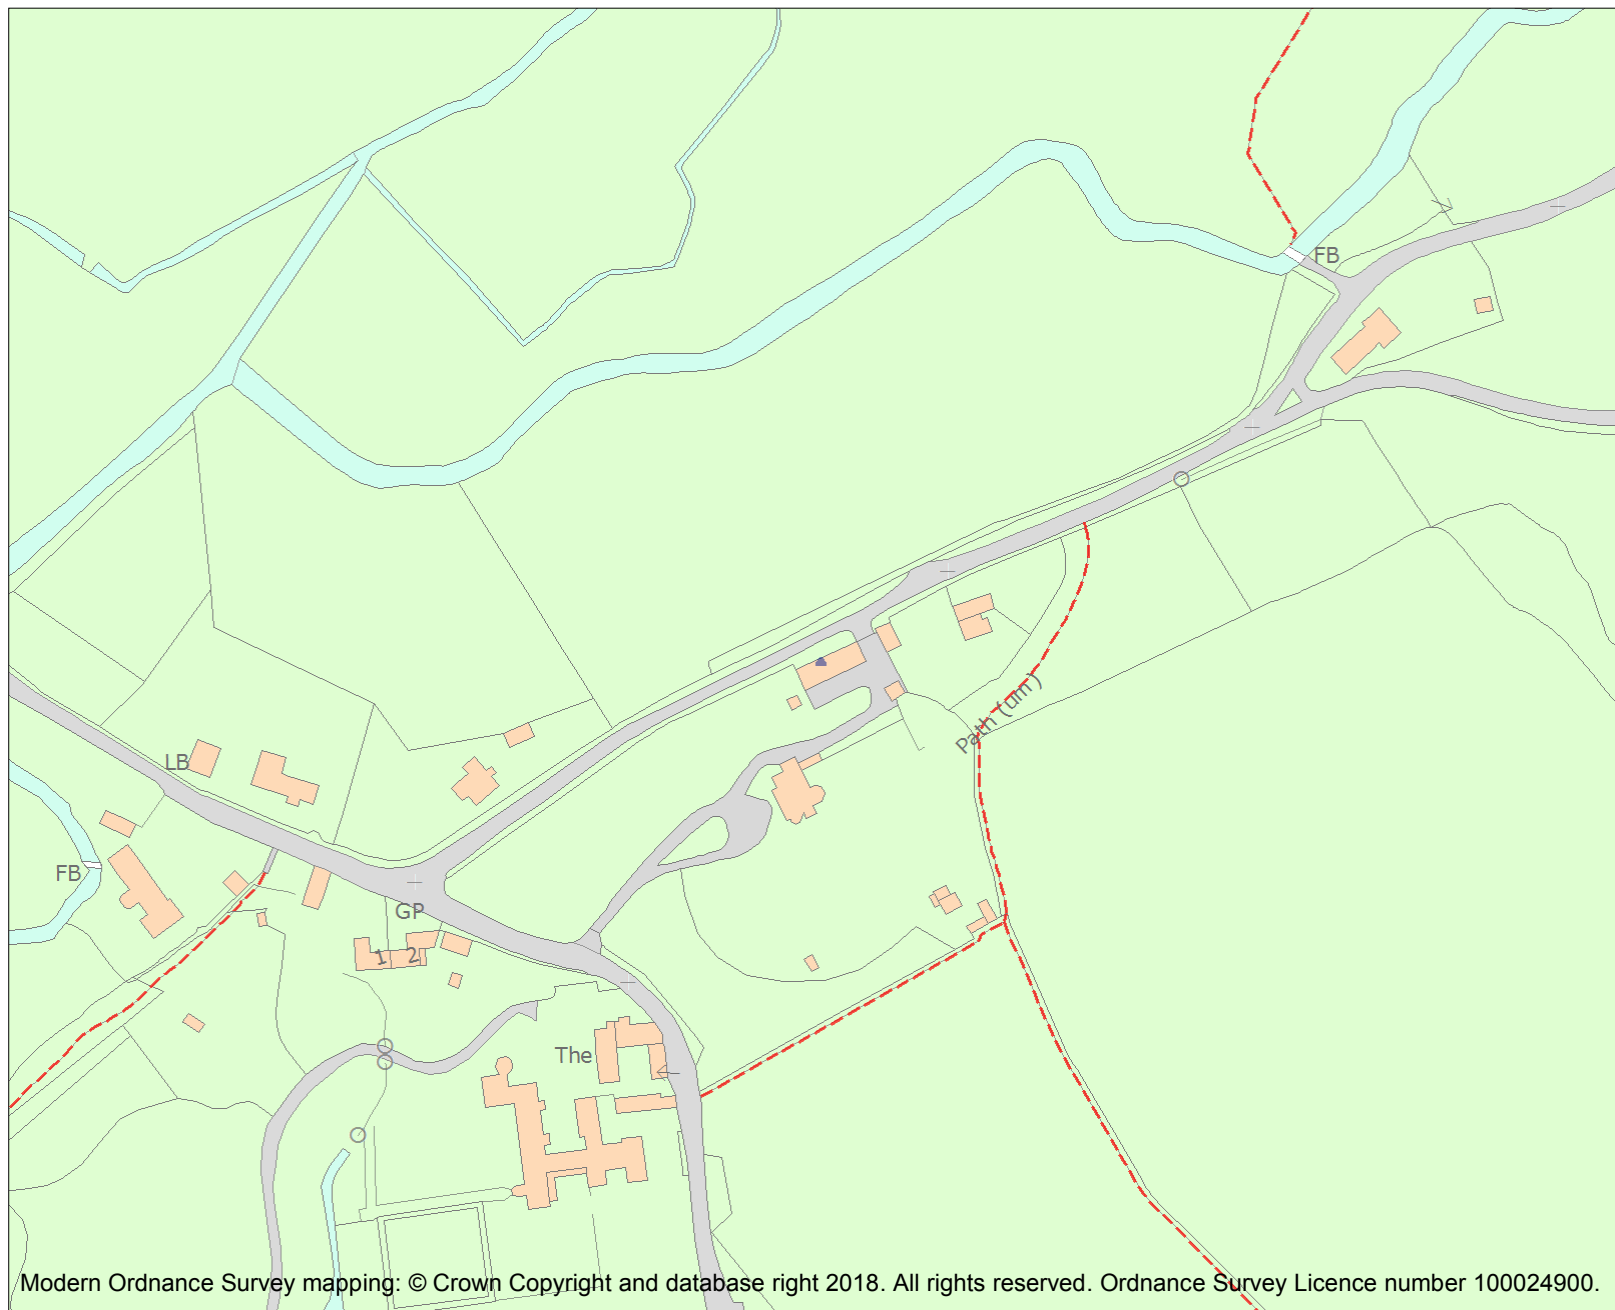 FB
Path (um)
LB
FB
GP
1 2
The
Modern Ordnance Survey mapping: © Crown Copyright and database right 2018. All rights reserved. Ordnance Survey Licence number 100024900.